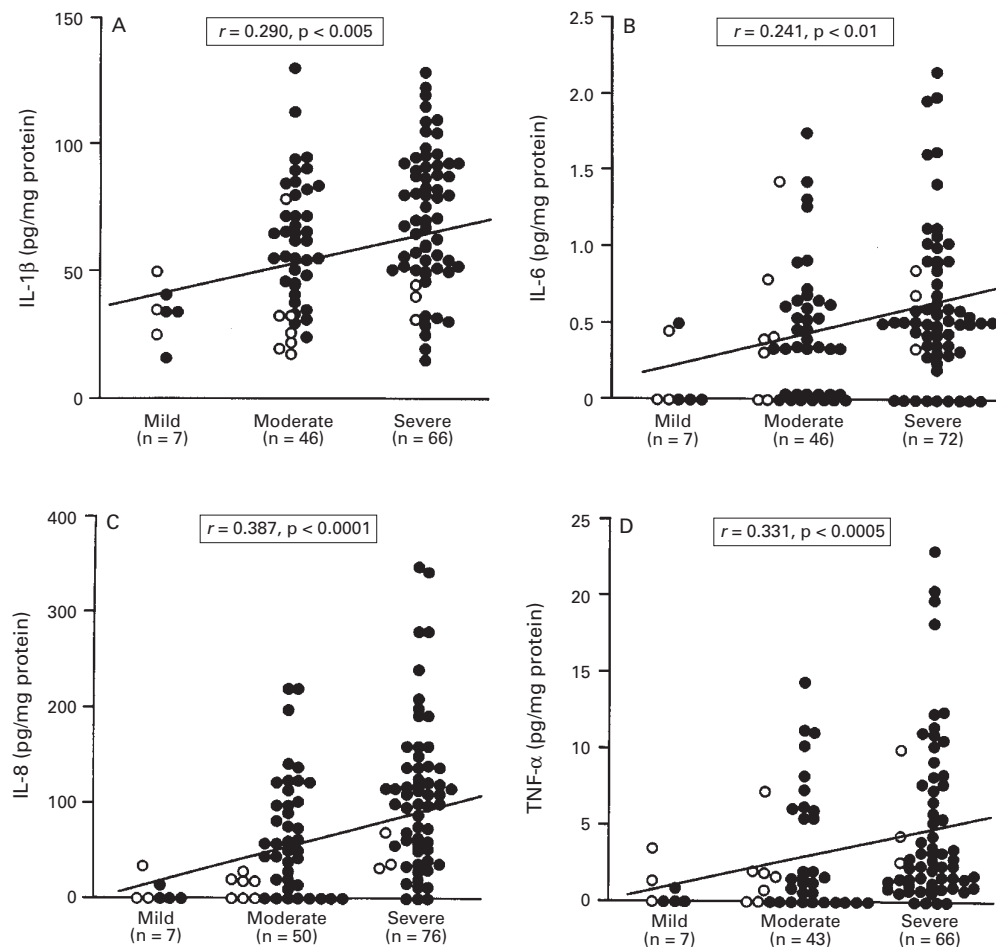 A
r = 0.290, p < 0.005
IL-1β (pg/mg protein)
150
100
50
0
Mild
(n = 7)
Moderate
(n = 46)
Severe
(n = 66)
B
r = 0.241, p < 0.01
IL-6 (pg/mg protein)
2.5
2.0
1.5
1.0
0.5
0
Mild
(n = 7)
Moderate
(n = 46)
Severe
(n = 72)
C
r = 0.387, p < 0.0001
IL-8 (pg/mg protein)
400
300
200
100
0
Mild
(n = 7)
Moderate
(n = 50)
Severe
(n = 76)
D
r = 0.331, p < 0.0005
TNF-α (pg/mg protein)
25
20
15
10
5
0
Mild
(n = 7)
Moderate
(n = 43)
Severe
(n = 66)